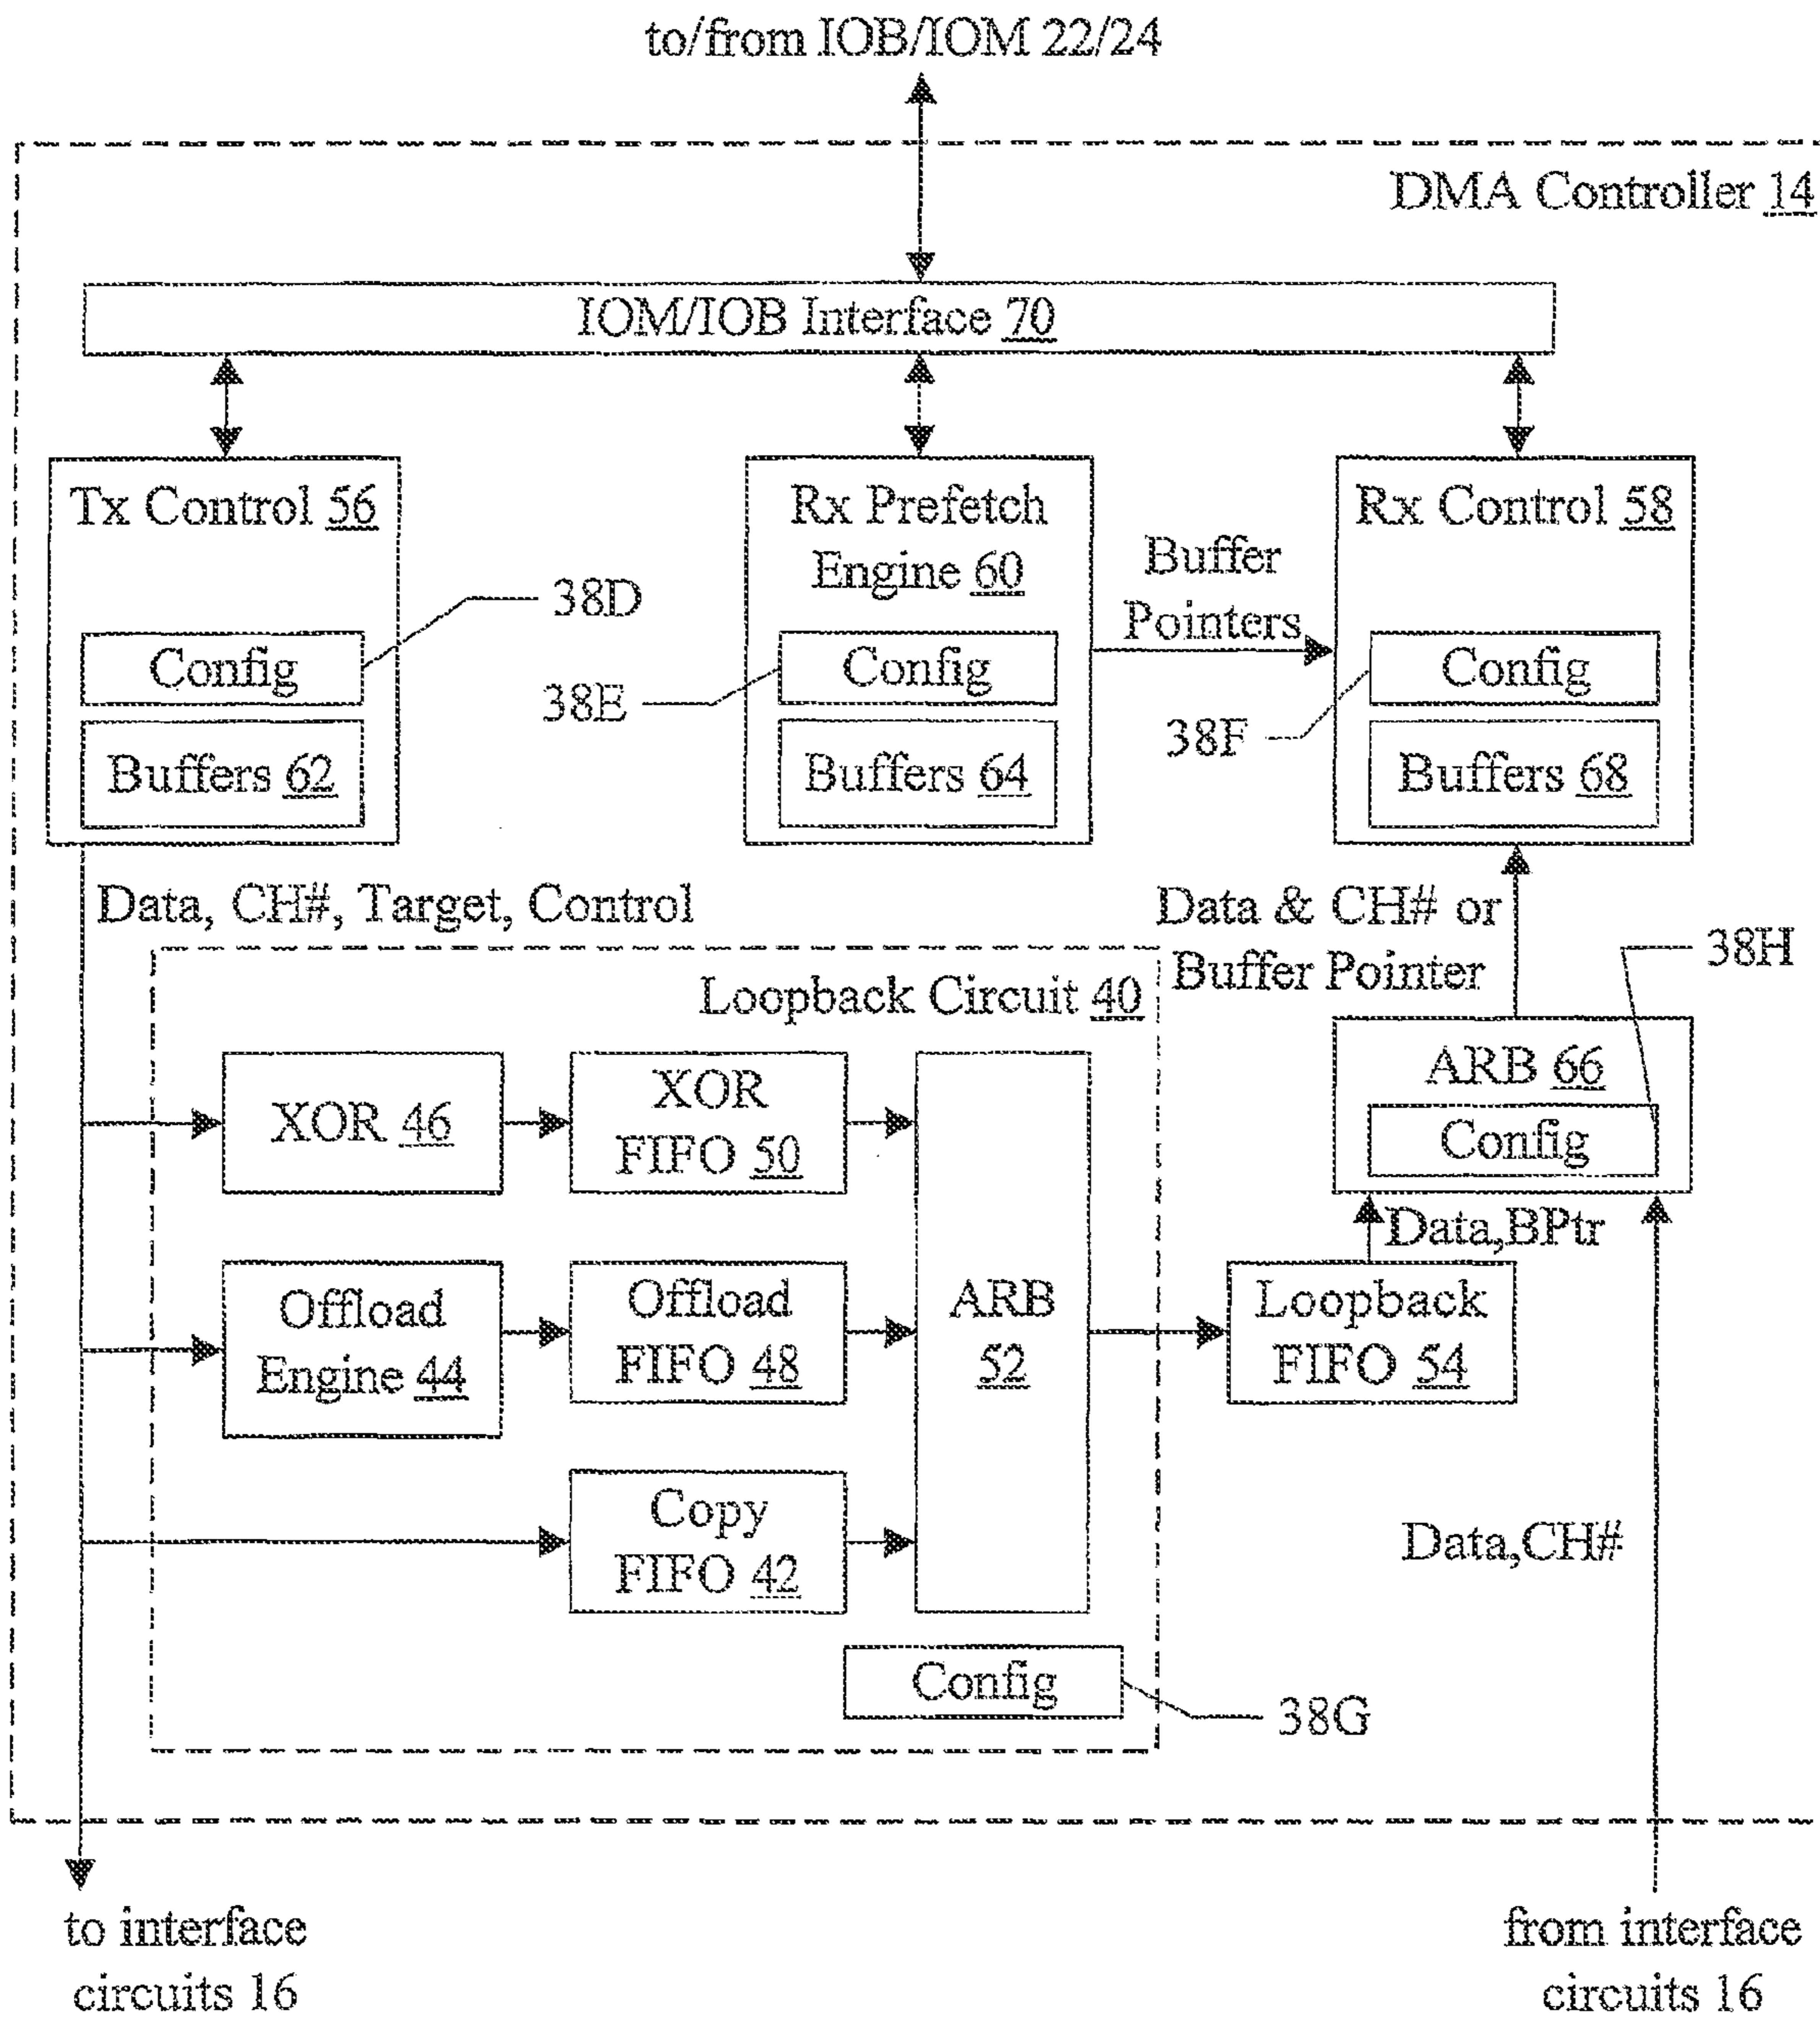 to/from IOB/IOM 22/24
DMA Controller 14
IOM/IOB Interface 70
Tx Control 56
Config
Buffers 62
38D
Rx Prefetch
Engine 60
Config
Buffers 64
38E
Buffer
Pointers
Rx Control 58
Config
Buffers 68
38F
Data, CH#, Target, Control
Data & CH# or
Buffer Pointer
38H
Loopback Circuit 40
XOR 46
XOR
FIFO 50
ARB 66
Config
Data,BPtr
Offload
Engine 44
Offload
FIFO 48
ARB
52
Loopback
FIFO 54
Copy
FIFO 42
Data,CH#
Config
38G
to interface
circuits 16
from interface
circuits 16